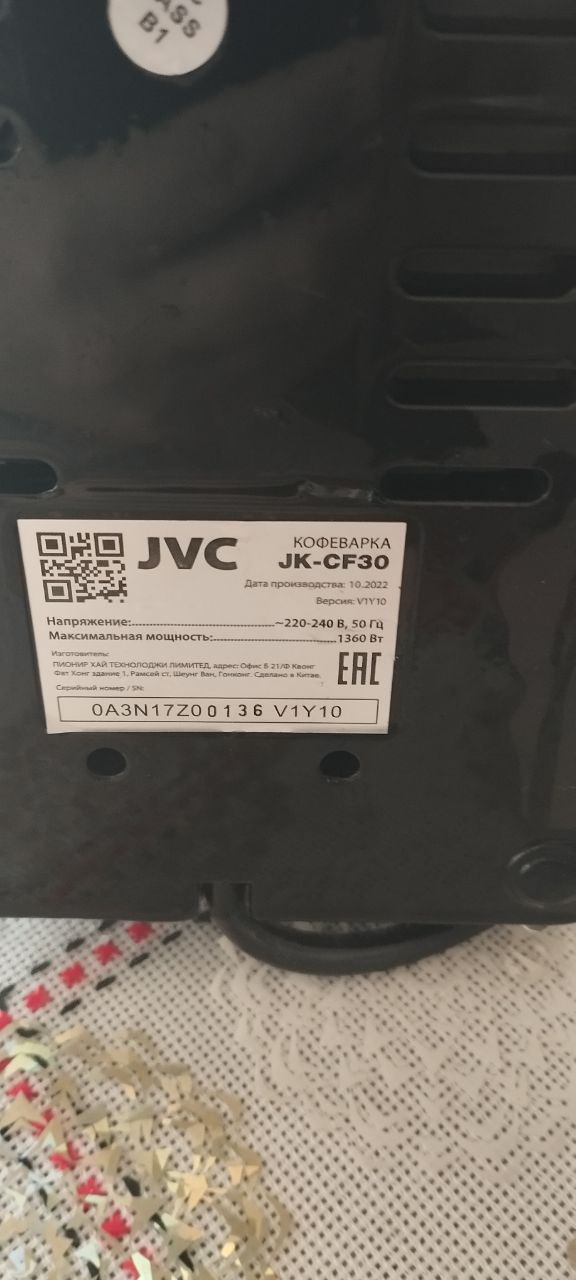 ASS
B1
JVC
КОФЕВАРКА
JK-CF30
Дата производства: 10.2022
Версия: V1Y10
Напряжение:........................................~220-240 В, 50 Гц
Максимальная мощность:..................................1360 Вт
Изготовитель:
ПИОНИР ХАЙ ТЕХНОЛОДЖИ ЛИМИТЕД, адрес: Офис Б 21/Ф Квонг
Фат Хонг здание 1, Рамсей ст, Шеунг Ван, Гонконг. Сделано в Китае.
EAC
Серийный номер / SN:
0A3N17Z00136 V1Y10